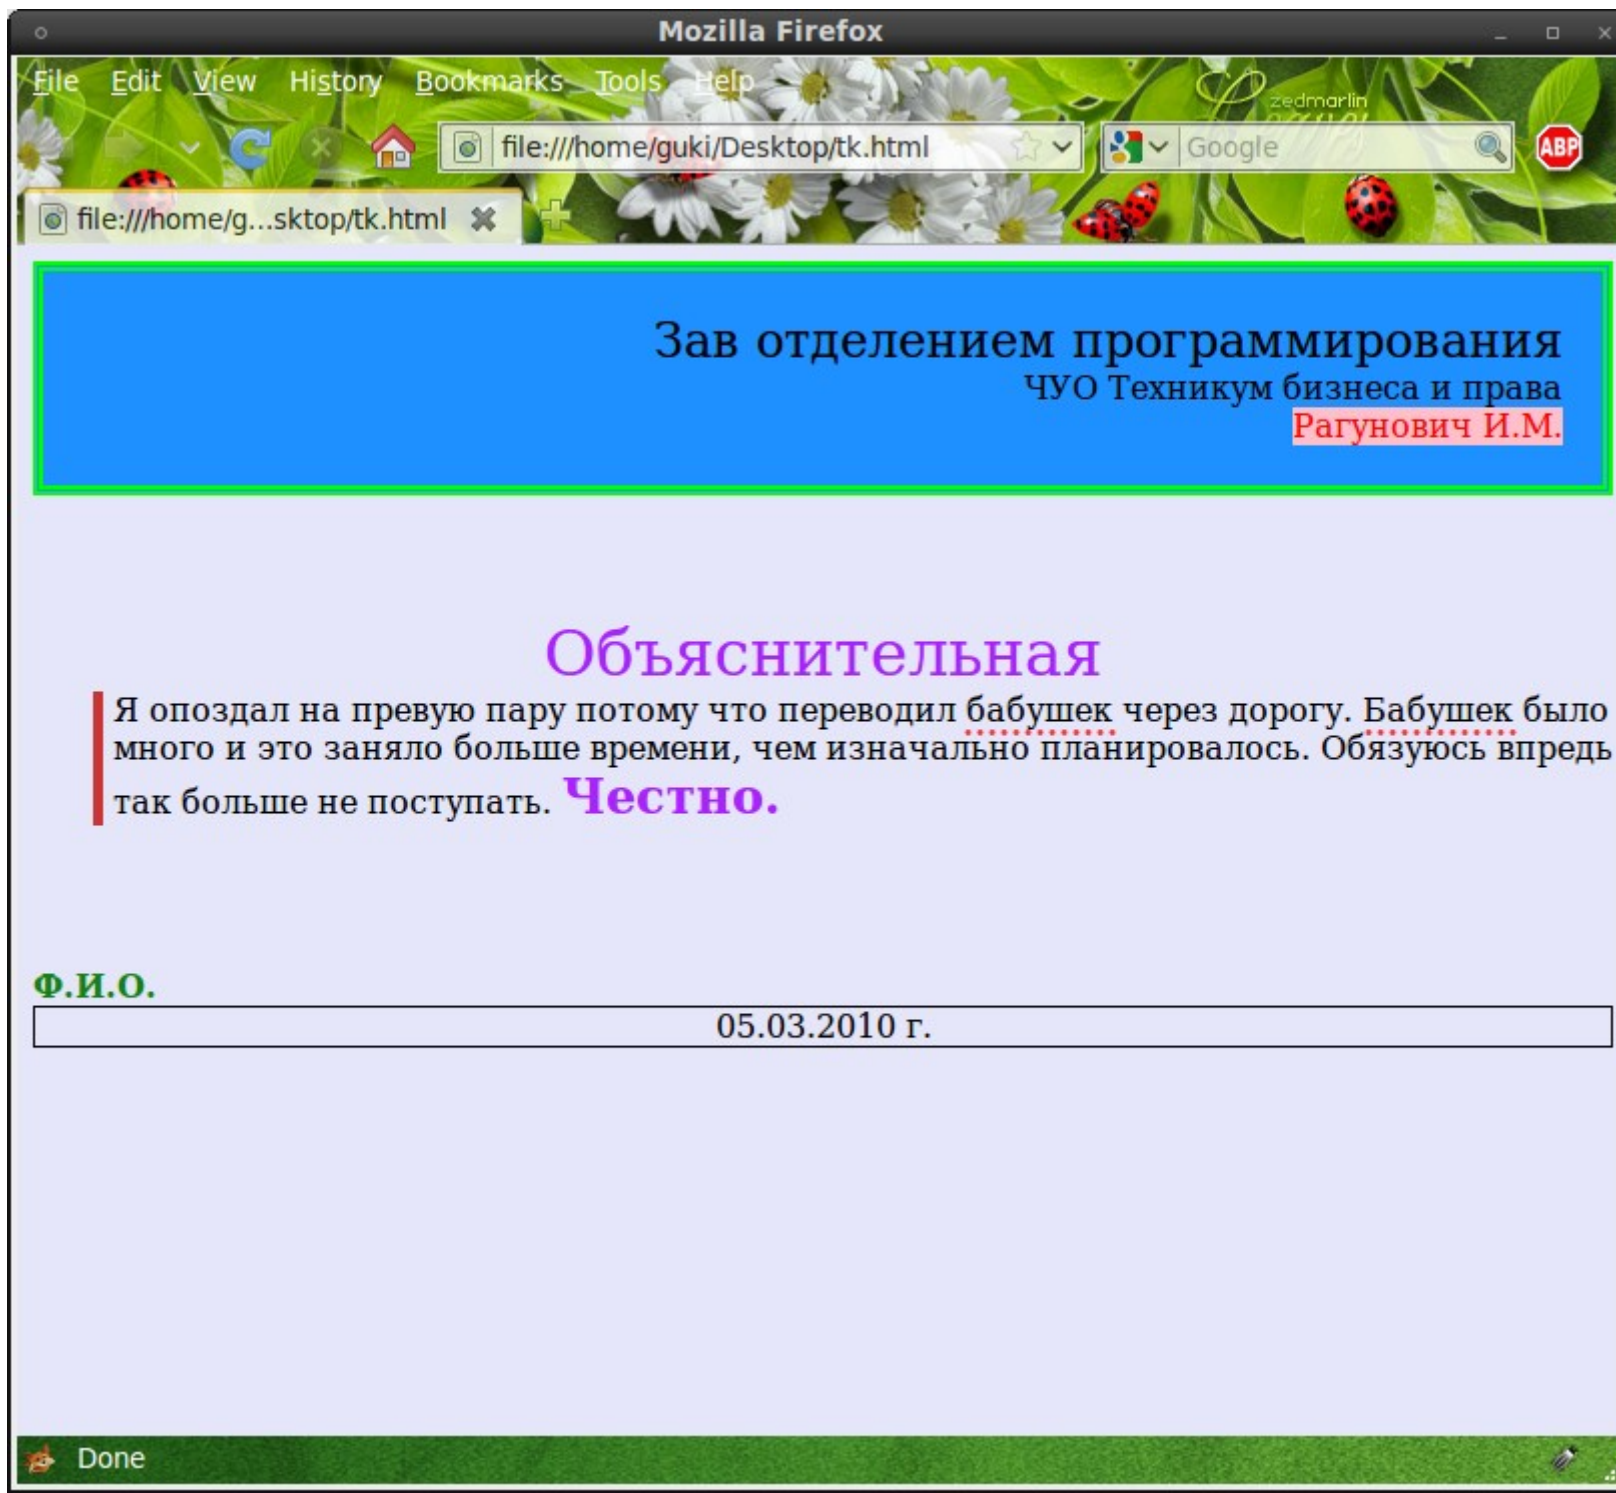 Mozilla Firefox
File Edit View History Bookmarks Tools Help
zedmarlin
file:///home/guki/Desktop/tk.html
Google
ABP
file:///home/g...sktop/tk.html
Зав отделением программирования
ЧУО Техникум бизнеса и права
Рагунович И.М.
Объяснительная
Я опоздал на превую пару потому что переводил бабушек через дорогу. Бабушек было
много и это заняло больше времени, чем изначально планировалось. Обязуюсь впредь
так больше не поступать. Честно.
Ф.И.О.
05.03.2010 г.
Done